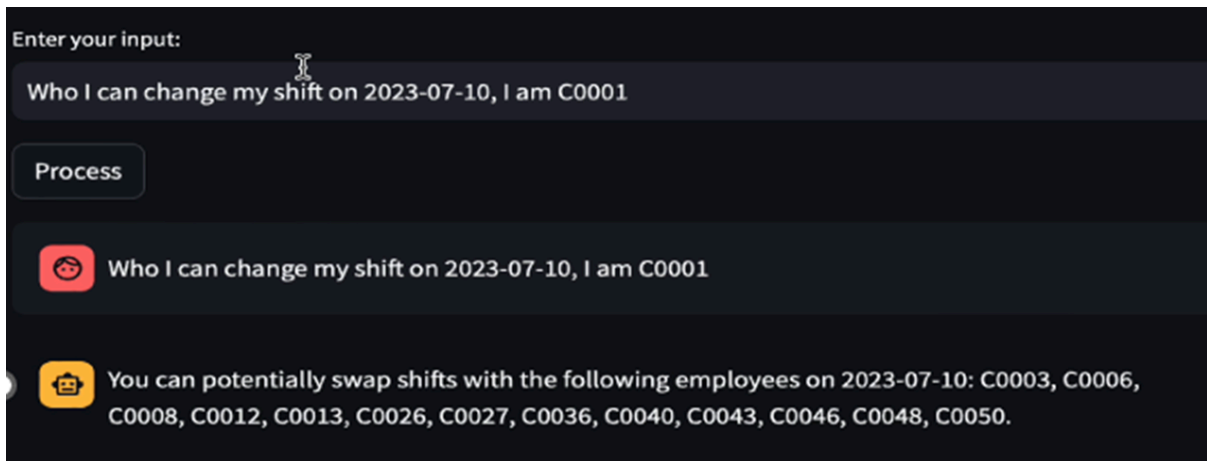 Enter your input:
Who I can change my shift on 2023-07-10, I am C0001
Process
Who I can change my shift on 2023-07-10, I am C0001
You can potentially swap shifts with the following employees on 2023-07-10: C0003, C0006,
C0008, C0012, C0013, C0026, C0027, C0036, C0040, C0043, C0046, C0048, C0050.